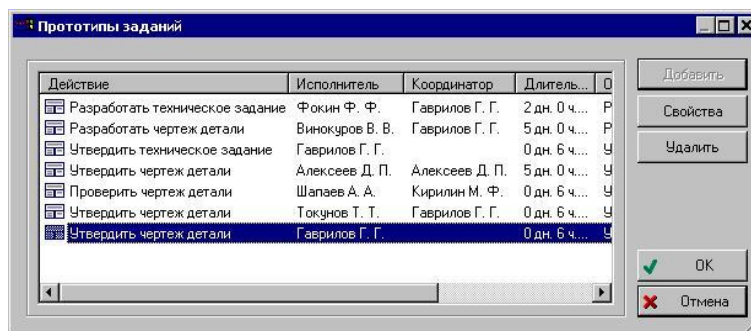 Прототипы заданий
Действие Исполнитель Координатор Длитель... О
Разработать техническое задание Фокин Ф. Ф. Гаврилов Г. Г. 2 дн. 0 ч.... Р
Разработать чертеж детали Винокуров В. В. Гаврилов Г. Г. 5 дн. 0 ч.... Р
Утвердить техническое задание Гаврилов Г. Г. 0 дн. 6 ч.... У
Утвердить чертеж детали Алексеев Д. П. Алексеев Д. П. 5 дн. 0 ч.... У
Проверить чертеж детали Шапаев А. А. Кирилин М. Ф. 0 дн. 6 ч.... У
Утвердить чертеж детали Токунов Т. Т. Гаврилов Г. Г. 0 дн. 6 ч.... У
Утвердить чертеж детали Гаврилов Г. Г. 0 дн. 6 ч.... У
Добавить
Свойства
Удалить
OK
Отмена